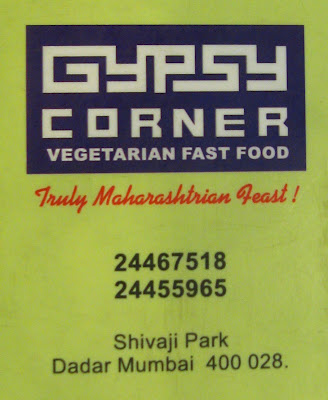 GYPSY
CORNER
VEGETARIAN FAST FOOD
Truly Maharashtrian Feast !
24467518
24455965
Shivaji Park
Dadar Mumbai 400 028.